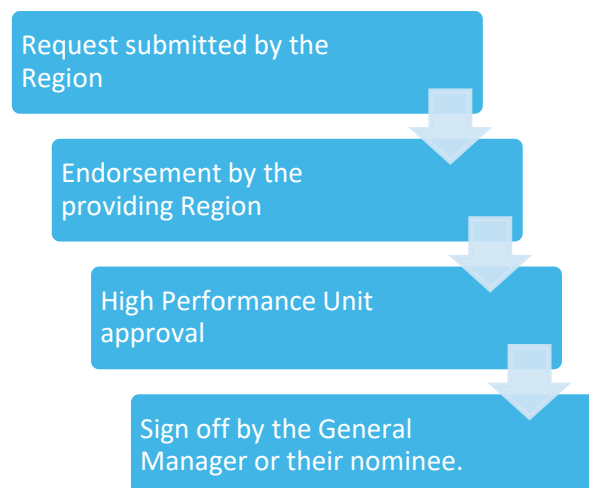 Request submitted by the
Region
Endorsement by the
providing Region
High Performance Unit
approval
Sign off by the General
Manager or their nominee.